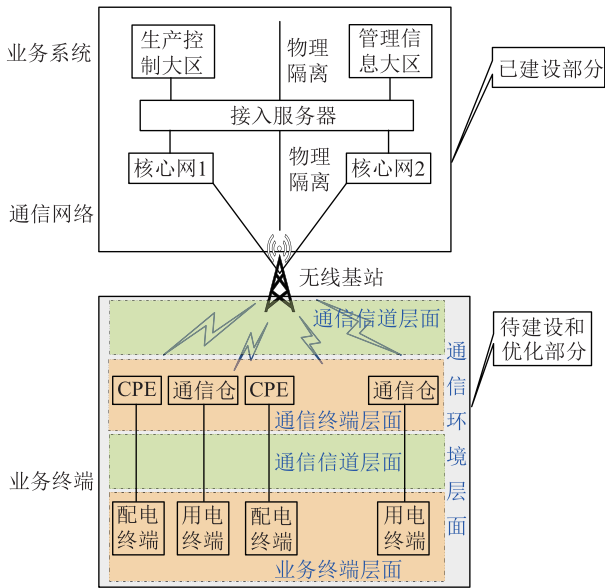 业务系统
生产控
制大区
物理
隔离
管理信
息大区
已建设部分
接入服务器
核心网1
物理
隔离
核心网2
通信网络
无线基站
通信信道层面
待建设和
优化部分
通信环境层面
CPE
通信仓
CPE
通信仓
通信终端层面
通信信道层面
业务终端
配电
终端
用电
终端
配电
终端
用电
终端
业务终端层面